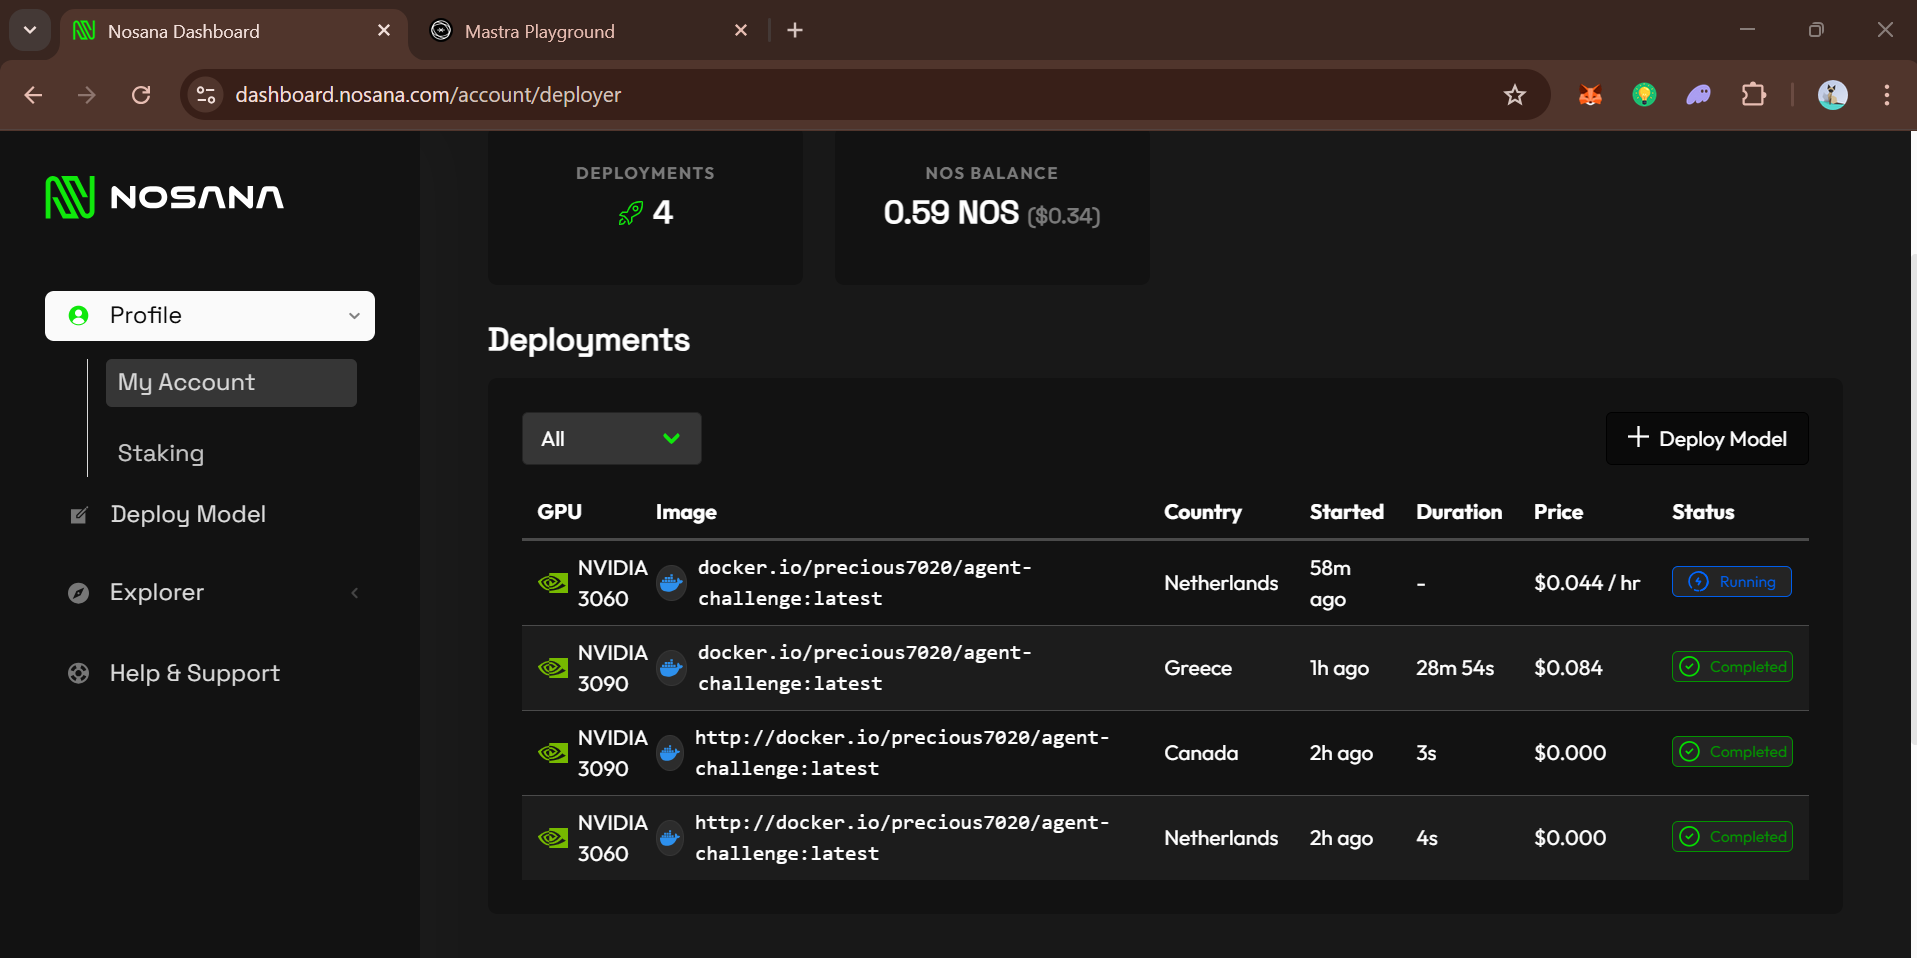 Nosana Dashboard
Mastra Playground
dashboard.nosana.com/account/deployer
NOSANA
Profile
My Account
Staking
Deploy Model
Explorer
Help & Support
DEPLOYMENTS
4
NOS BALANCE
0.59 NOS ($0.34)
Deployments
All
Deploy Model
GPU Image Country Started Duration Price Status
NVIDIA 3060 docker.io/precious7020/agent-challenge:latest Netherlands 58m ago - $0.044 / hr Running
NVIDIA 3090 docker.io/precious7020/agent-challenge:latest Greece 1h ago 28m 54s $0.084 Completed
NVIDIA 3090 http://docker.io/precious7020/agent-challenge:latest Canada 2h ago 3s $0.000 Completed
NVIDIA 3060 http://docker.io/precious7020/agent-challenge:latest Netherlands 2h ago 4s $0.000 Completed